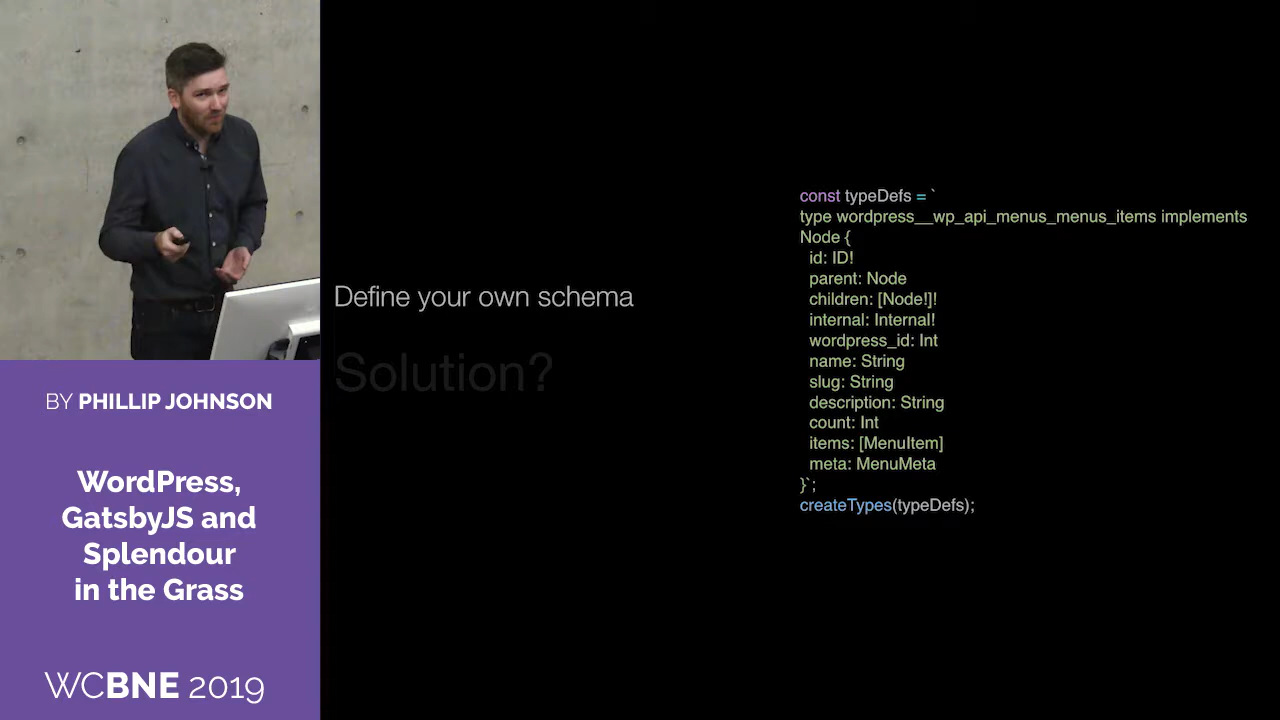 BY PHILLIP JOHNSON
WordPress,
GatsbyJS and
Splendour
in the Grass
WCBNE 2019
Define your own schema
Solution?
const typeDefs = `
type wordpress__wp_api_menus_menus_items implements
Node {
id: ID!
parent: Node
children: [Node!]!
internal: Internal!
wordpress_id: Int
name: String
slug: String
description: String
count: Int
items: [MenuItem]
meta: MenuMeta
}`;
createTypes(typeDefs);